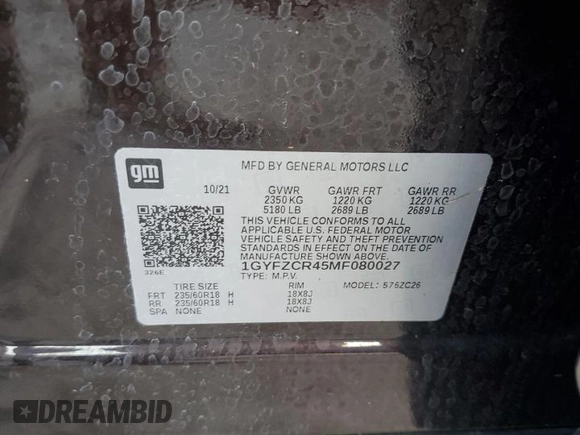 gm
MFD BY GENERAL MOTORS LLC
10/21 GVWR GAWR FRT GAWR RR
2350 KG 1220 KG 1220 KG
5180 LB 2689 LB 2689 LB
THIS VEHICLE CONFORMS TO ALL
APPLICABLE U.S. FEDERAL MOTOR
VEHICLE SAFETY AND THEFT PREVENTION
STANDARDS IN EFFECT ON THE DATE OF
MANUFACTURE SHOWN ABOVE.
1GYFZCR45MF080027
326E
TYPE: M.P.V.
TIRE SIZE RIM MODEL: 576ZC26
FRT 235/60R18 H 18X8J
RR 235/60R18 H 18X8J
SPA NONE NONE
DREAMBID